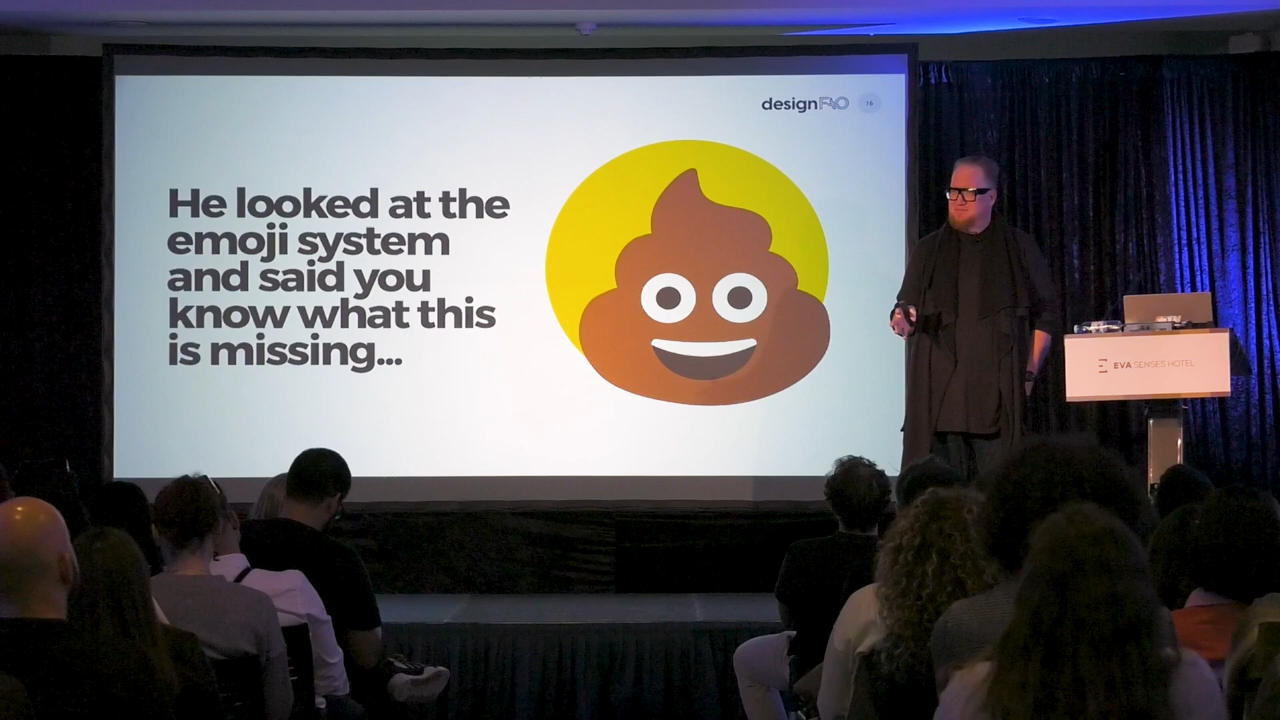 designFAO 16
He looked at the
emoji system
and said you
know what this
is missing...
EVA SENSES HOTEL